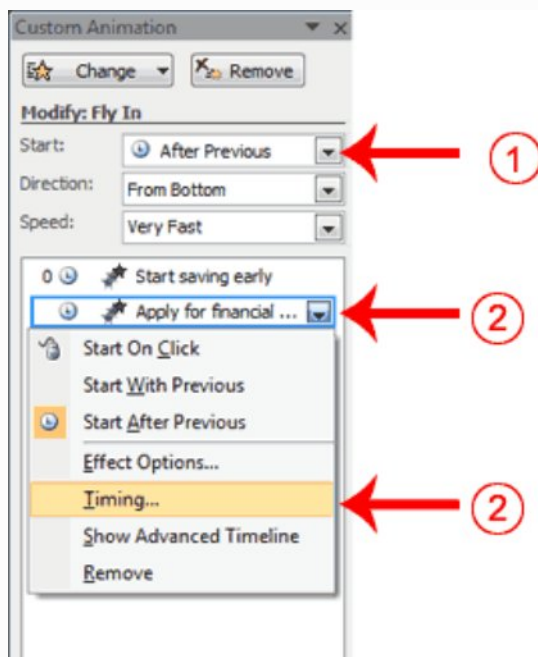 Custom Animation
Change Remove
Modify: Fly In
Start: After Previous
1
Direction: From Bottom
Speed: Very Fast
0 Start saving early
Apply for financial ...
2
Start On Click
Start With Previous
Start After Previous
Effect Options...
Timing...
2
Show Advanced Timeline
Remove